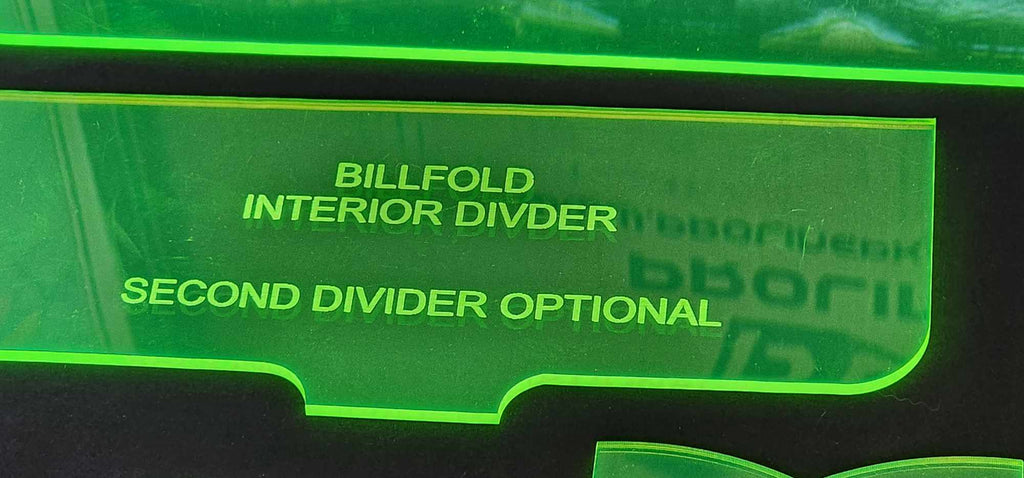 BILLFOLD
INTERIOR DIVDER
SECOND DIVIDER OPTIONAL